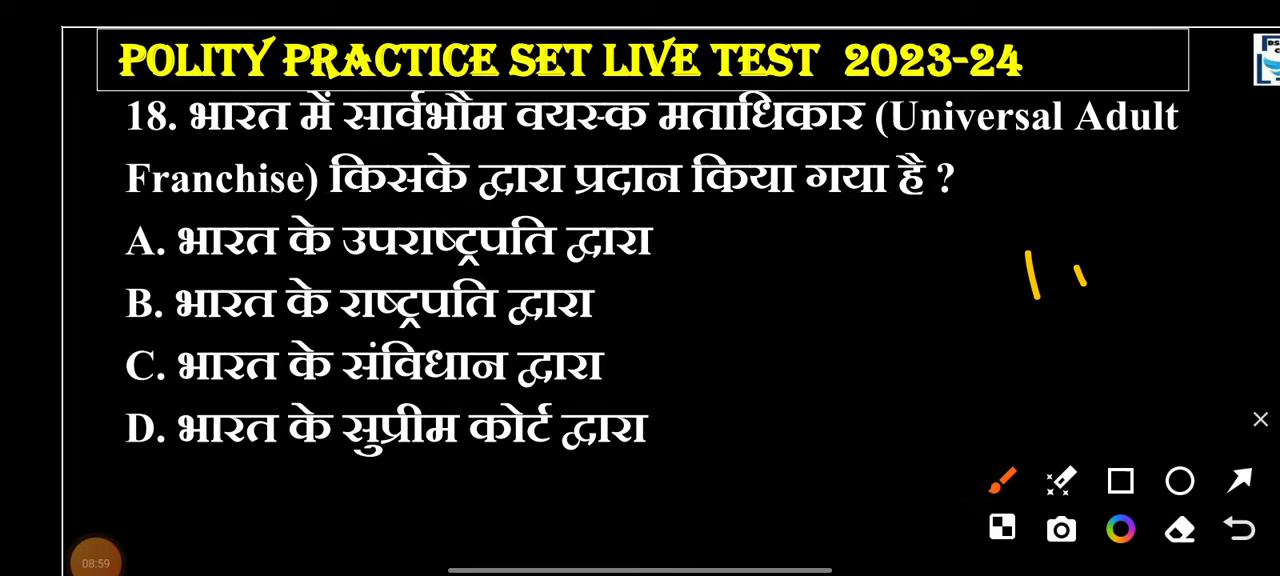 POLITY PRACTICE SET LIVE TEST 2023-24
18. भारत में सार्वभौम वयस्क मताधिकार (Universal Adult
Franchise) किसके द्वारा प्रदान किया गया है ?
A. भारत के उपराष्ट्रपति द्वारा
B. भारत के राष्ट्रपति द्वारा
C. भारत के संविधान द्वारा
D. भारत के सुप्रीम कोर्ट द्वारा
08:59